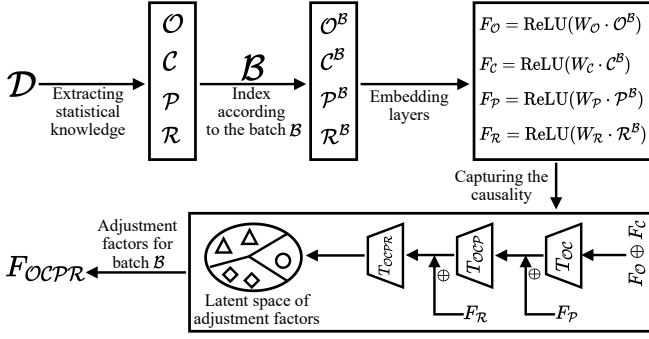 𝒟
Extracting
statistical
knowledge
𝒪
𝒞
𝒫
ℛ
ℬ
Index
according
to the batch ℬ
𝒪^ℬ
𝒞^ℬ
𝒫^ℬ
ℛ^ℬ
Embedding
layers
F_𝒪 = ReLU(W_𝒪 · 𝒪^ℬ)
F_𝒞 = ReLU(W_𝒞 · 𝒞^ℬ)
F_𝒫 = ReLU(W_𝒫 · 𝒫^ℬ)
F_ℛ = ReLU(W_ℛ · ℛ^ℬ)
Capturing the
causality
F_𝒪 ⊕ F_𝒞
T_𝒪𝒞
⊕
F_𝒫
T_𝒪𝒞𝒫
⊕
F_ℛ
T_𝒪𝒞𝒫ℛ
Latent space of
adjustment factors
Adjustment
factors for
batch ℬ
F_𝒪𝒞𝒫ℛ